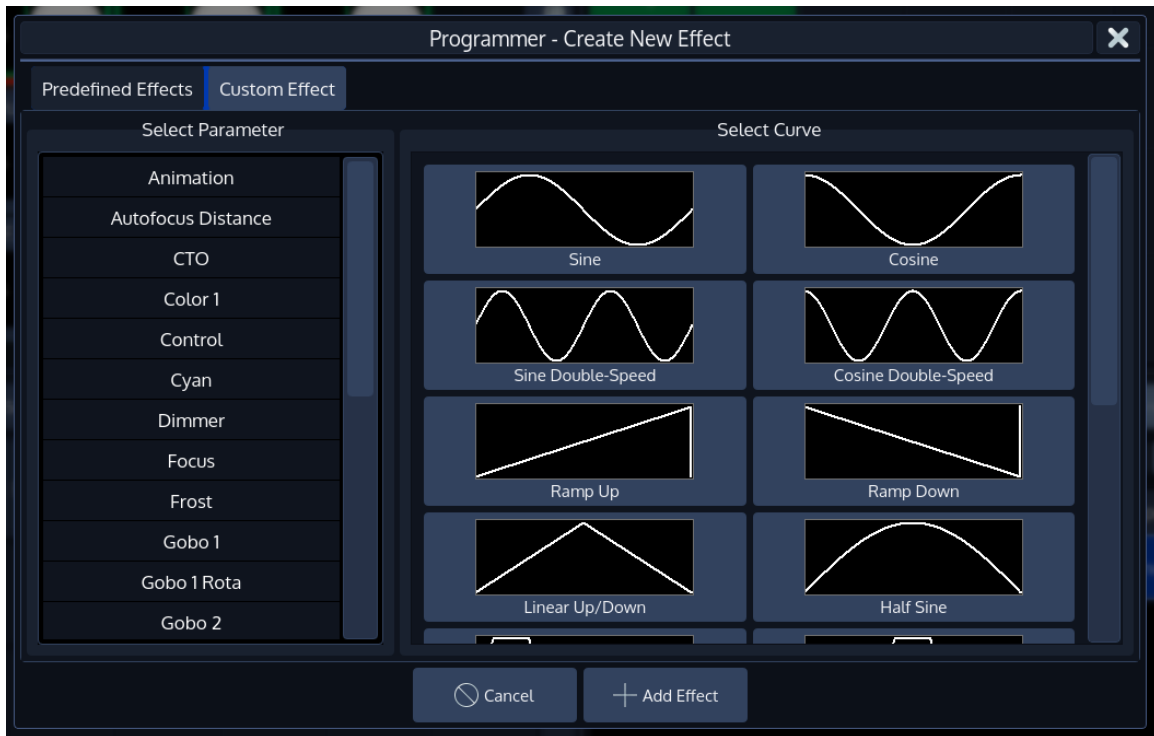 Programmer - Create New Effect
Predefined Effects
Custom Effect
Select Parameter
Animation
Autofocus Distance
CTO
Color 1
Control
Cyan
Dimmer
Focus
Frost
Gobo 1
Gobo 1 Rota
Gobo 2
Select Curve
Sine
Cosine
Sine Double-Speed
Cosine Double-Speed
Ramp Up
Ramp Down
Linear Up/Down
Half Sine
Cancel
Add Effect